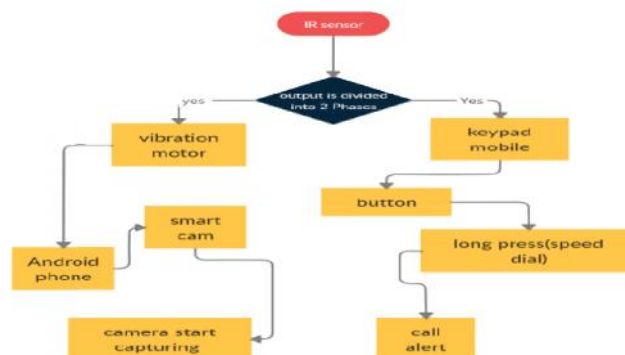 IR sensor
output is divided
into 2 Phases
yes
Yes
vibration
motor
keypad
mobile
button
smart
cam
Android
phone
long press(speed
dial)
camera start
capturing
call
alert